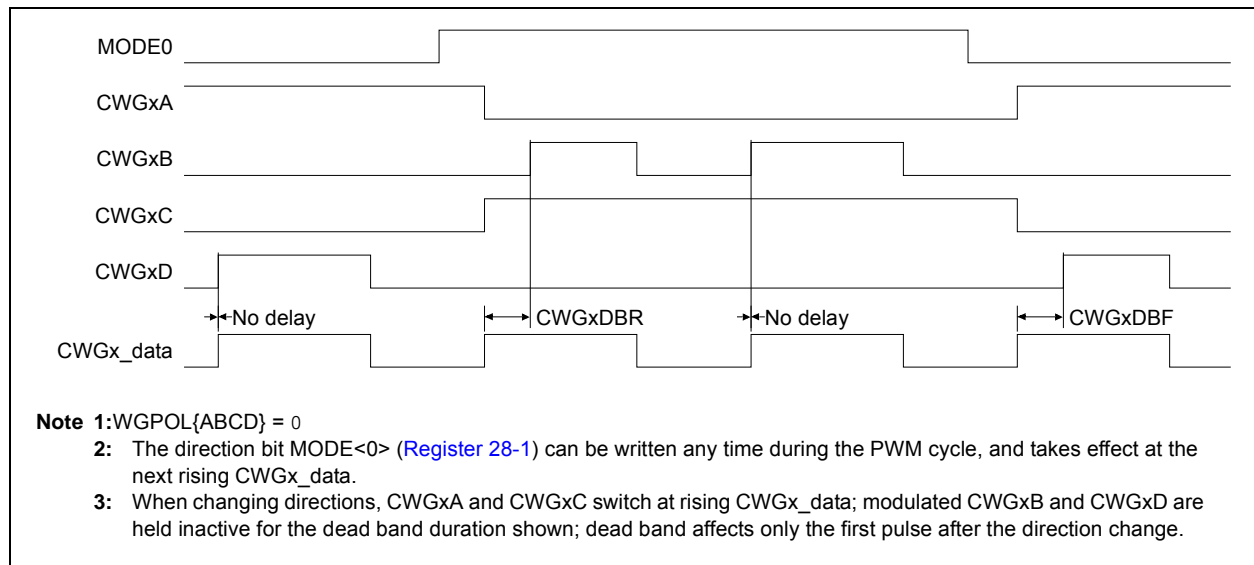 MODE0
CWGxA
CWGxB
CWGxC
CWGxD
No delay CWGxDBR No delay CWGxDBF
CWGx_data
Note 1:WGPOL{ABCD} = 0
2: The direction bit MODE<0> (Register 28-1) can be written any time during the PWM cycle, and takes effect at the
next rising CWGx_data.
3: When changing directions, CWGxA and CWGxC switch at rising CWGx_data; modulated CWGxB and CWGxD are
held inactive for the dead band duration shown; dead band affects only the first pulse after the direction change.